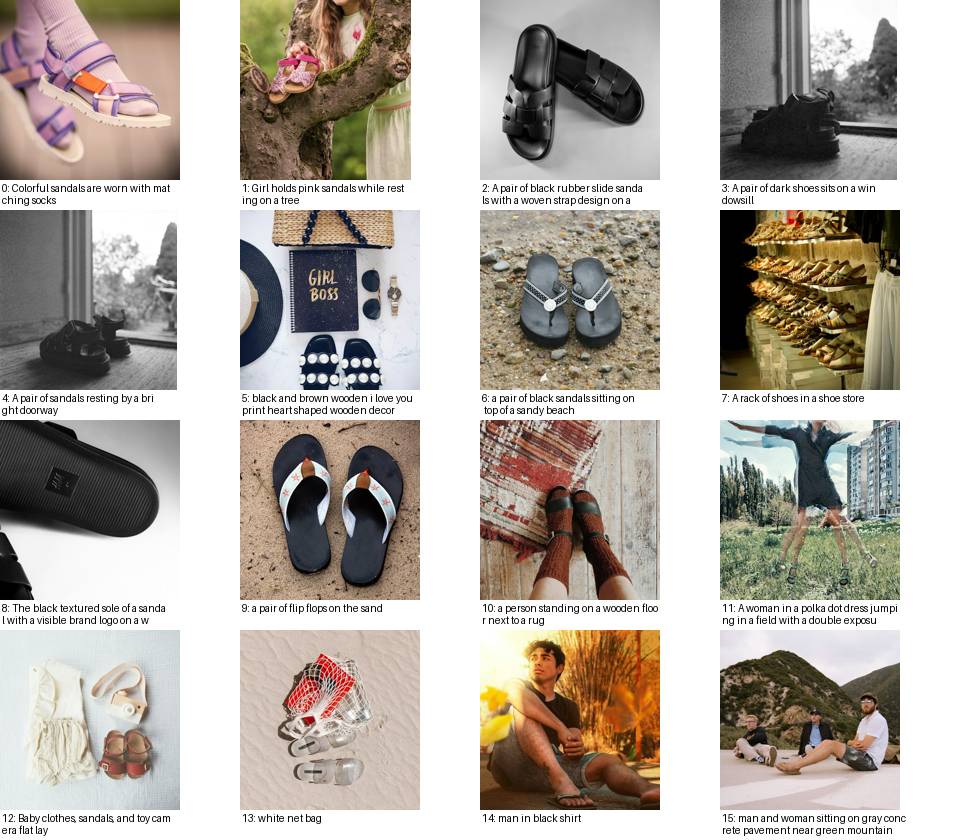 0: Colorful sandals are worn with mat
ching socks
1: Girl holds pink sandals while rest
ing on a tree
2: A pair of black rubber slide sanda
ls with a woven strap design on a
3: A pair of dark shoes sits on a win
dowsill
4: A pair of sandals resting by a bri
ght doorway
GIRL
BOSS
5: black and brown wooden i love you
print heart shaped wooden decor
6: a pair of black sandals sitting on
top of a sandy beach
7: A rack of shoes in a shoe store
8: The black textured sole of a sanda
l with a visible brand logo on a w
9: a pair of flip flops on the sand
10: a person standing on a wooden floo
r next to a rug
11: A woman in a polka dot dress jumpi
ng in a field with a double exposu
12: Baby clothes, sandals, and toy cam
era flat lay
13: white net bag
14: man in black shirt
15: man and woman sitting on gray conc
rete pavement near green mountain